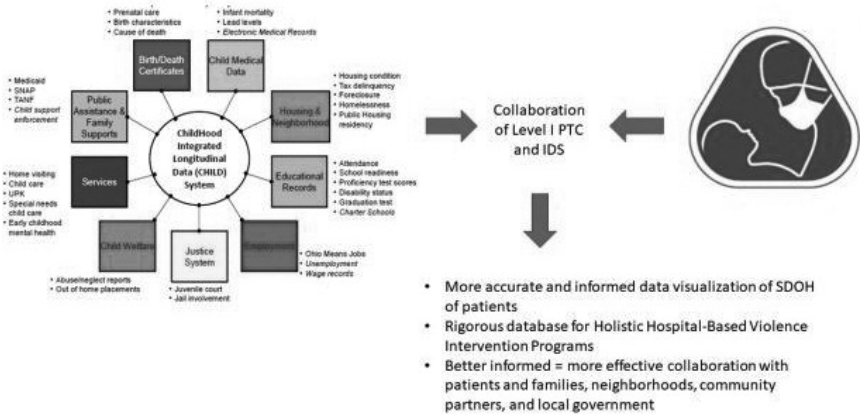 • Prenatal care
• Birth characteristics
• Cause of death
• Infant mortality
• Lead levels
• Electronic Medical Records
Birth/Death
Certificates
Child Medical
Data
• Medicaid
• SNAP
• TANF
• Child support
enforcement
Public
Assistance &
Family
Supports
Housing &
Neighborhood
• Housing condition
• Tax delinquency
• Foreclosure
• Homelessness
• Public Housing
residency
ChildHood
Integrated
Longitudinal
Data (CHILD)
System
• Home visiting
• Child care
• UPK
• Special needs
child care
• Early childhood
mental health
Services
Educational
Records
• Attendance
• School readiness
• Proficiency test scores
• Disability status
• Graduation test
• Charter Schools
Child Welfare
• Abuse/neglect reports
• Out of home placements
Justice
System
• Juvenile court
• Jail involvement
Employment
• Ohio Means Jobs
• Unemployment
• Wage records
Collaboration
of Level I PTC
and IDS
• More accurate and informed data visualization of SDOH
of patients
• Rigorous database for Holistic Hospital-Based Violence
Intervention Programs
• Better informed = more effective collaboration with
patients and families, neighborhoods, community
partners, and local government